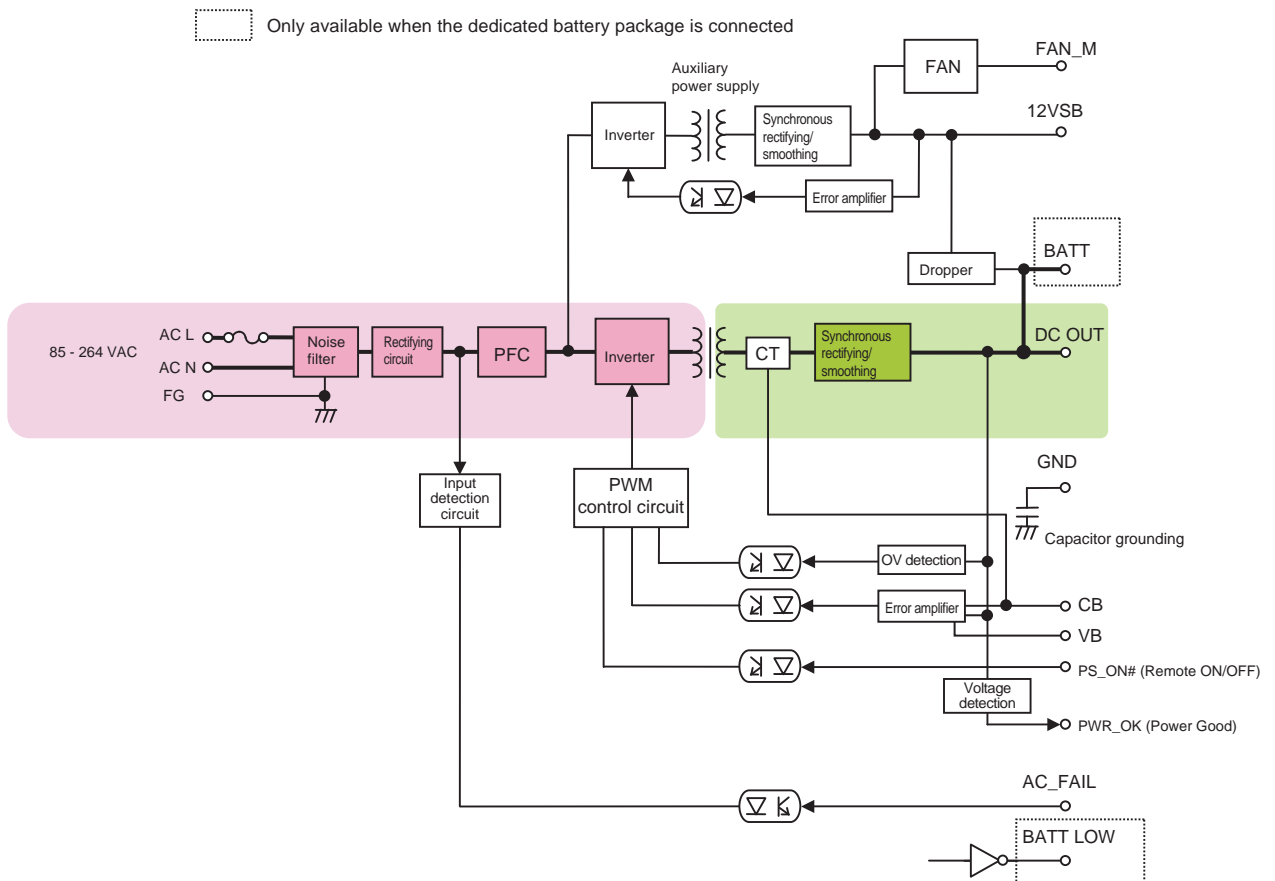 Only available when the dedicated battery package is connected
FAN_M
FAN
Auxiliary
power supply
12VSB
Inverter
Synchronous
rectifying/
smoothing
Error amplifier
BATT
Dropper
DC OUT
85 - 264 VAC
AC L
AC N
FG
Noise
filter
Rectifying
circuit
PFC
Inverter
CT
Synchronous
rectifying/
smoothing
GND
Input
detection
circuit
PWM
control circuit
Capacitor grounding
OV detection
Error amplifier
CB
VB
PS_ON# (Remote ON/OFF)
Voltage
detection
PWR_OK (Power Good)
AC_FAIL
BATT LOW